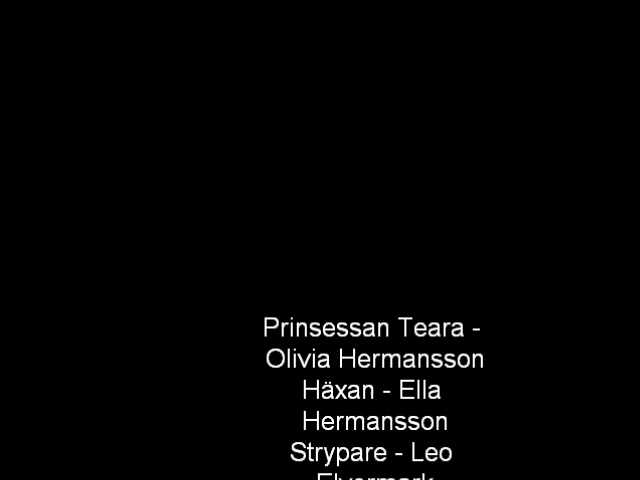 Prinsessan Teara -
Olivia Hermansson
Häxan - Ella
Hermansson
Strypare - Leo